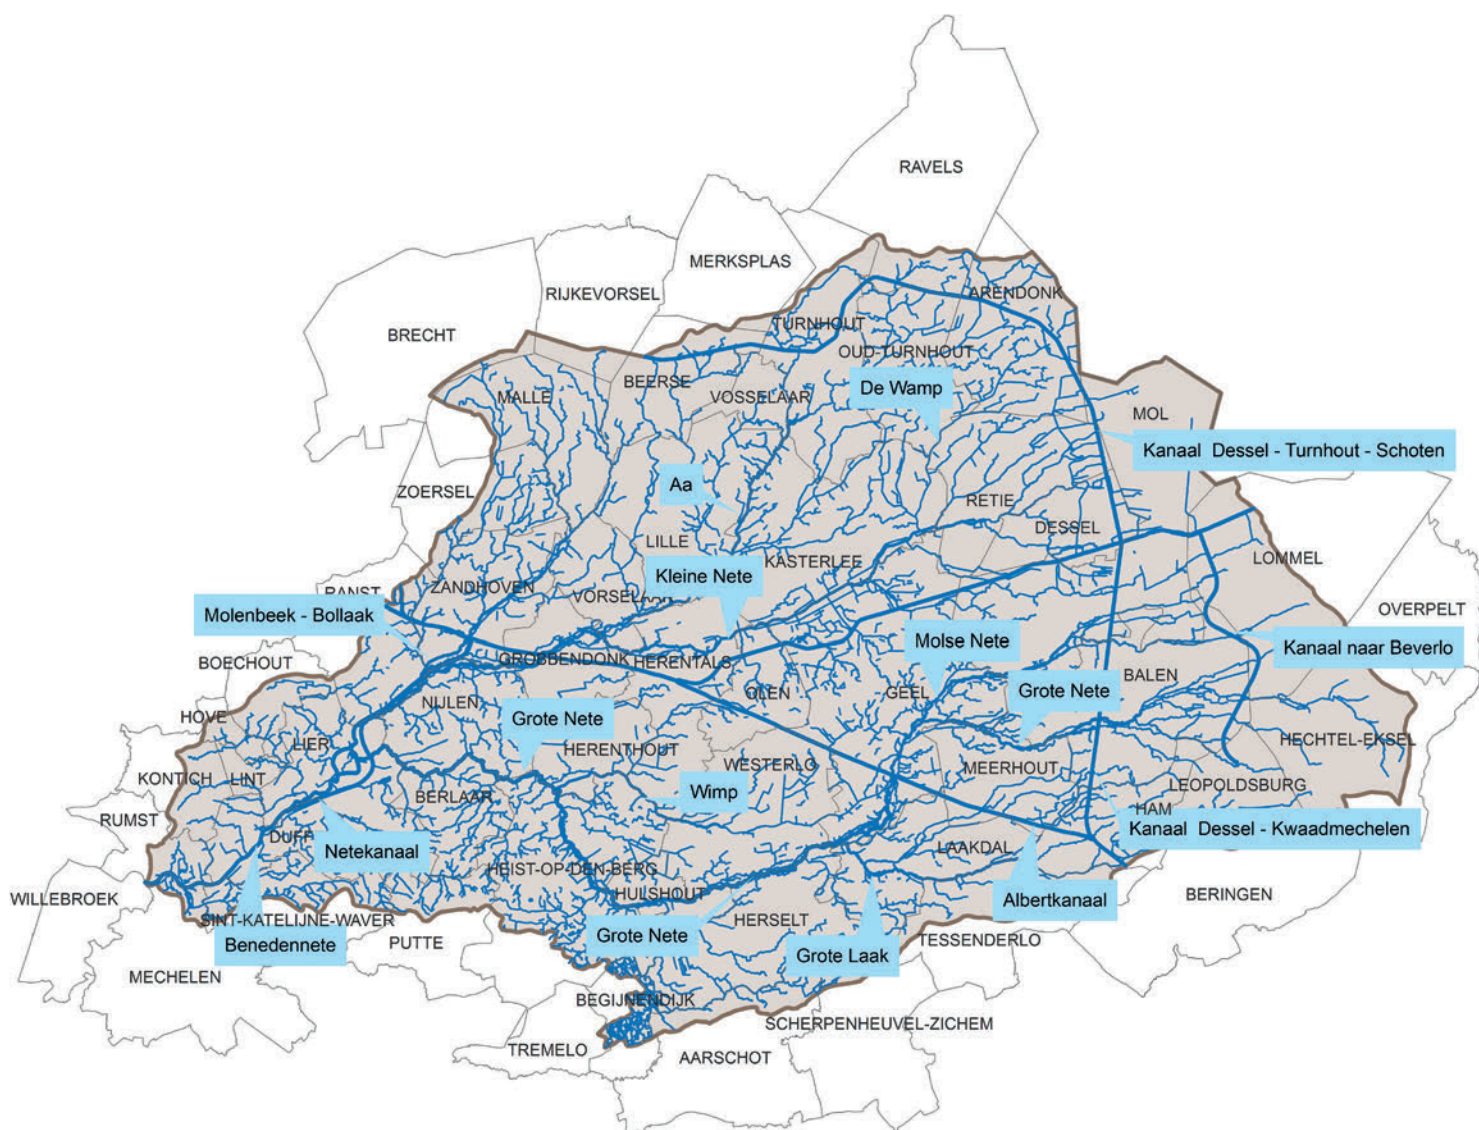 RAVELS
MERKSPLAS
RIJKEVORSEL
ARENDONK
TURNHOUT
BRECHT
OUD-TURNHOUT
BEERSE
De Wamp
MALLE
VOSSELAAR
MOL
Kanaal Dessel - Turnhout - Schoten
Aa
ZOERSEL
RETIE
DESSEL
LILLE
KASTERLEE
LOMMEL
Kleine Nete
ZANDHOVEN
RANST
VORSELAAR
OVERPELT
Molenbeek - Bollaak
Molse Nete
Kanaal naar Beverlo
BOECHOUT
GROBBENDONK
HERENTALS
BALEN
OLEN
GEEL
Grote Nete
NIJLEN
HOVE
Grote Nete
LIER
HERENTHOUT
HECHTEL-EKSEL
KONTICH
LINT
WESTERLO
MEERHOUT
LEOPOLDSBURG
BERLAAR
Wimp
HAM
RUMST
DUFFEL
Netekanaal
Kanaal Dessel - Kwaadmechelen
LAAKDAL
HEIST-OP-DEN-BERG
HULSHOUT
Albertkanaal
BERINGEN
WILLEBROEK
SINT-KATELIJNE-WAVER
HERSELT
Grote Nete
Benedennete
PUTTE
TESSENDERLO
Grote Laak
MECHELEN
BEGIJNENDIJK
SCHERPENHEUVEL-ZICHEM
TREMELO
AARSCHOT